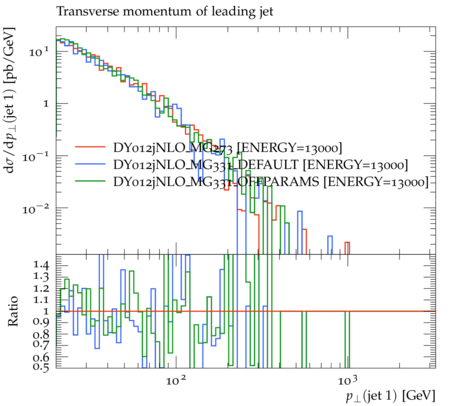 Transverse momentum of leading jet
dσ/dp⊥(jet 1) [pb/GeV]
10¹
1
10⁻¹
10⁻²
DY012jNLO_MG273 [ENERGY=13000]
DY012jNLO_MG331_DEFAULT [ENERGY=13000]
DY012jNLO_MG331_OFFPARAMS [ENERGY=13000]
Ratio
1.4
1.3
1.2
1.1
1
0.9
0.8
0.7
0.6
0.5
10²
10³
p⊥(jet 1) [GeV]